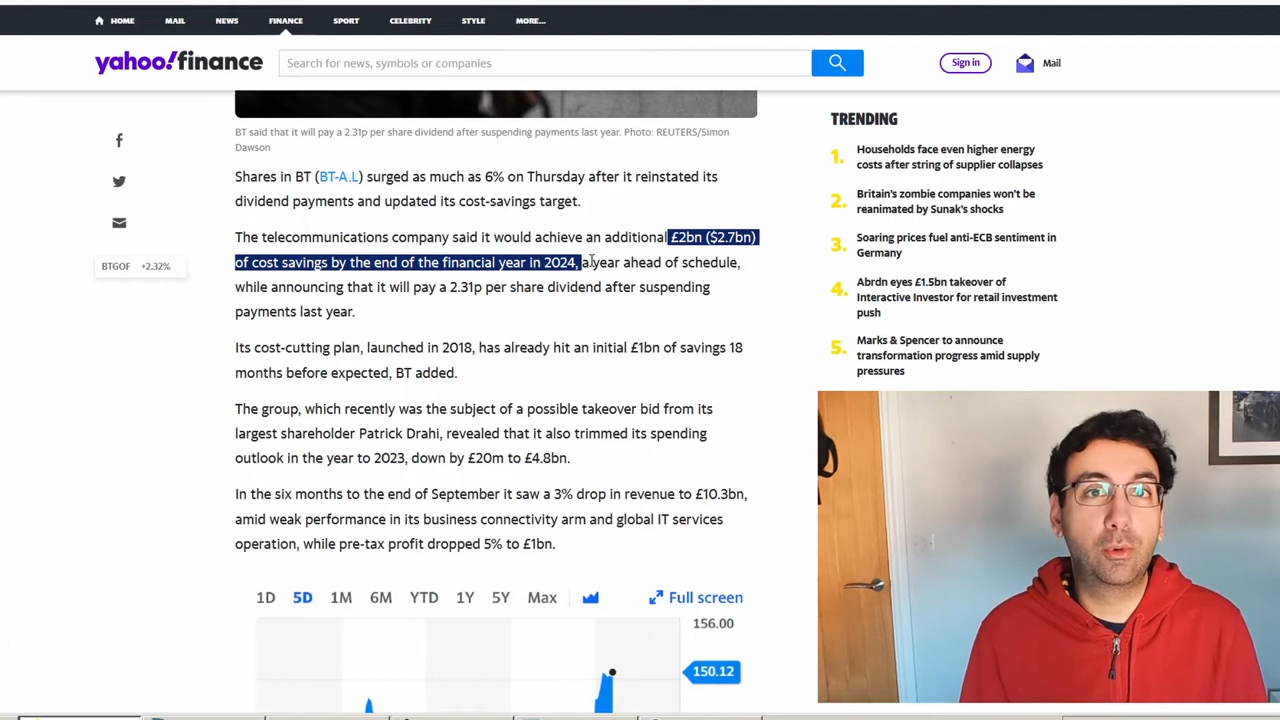 HOME MAIL NEWS FINANCE SPORT CELEBRITY STYLE MORE...
yahoo!finance
Search for news, symbols or companies
Sign in
Mail
BT said that it will pay a 2.31p per share dividend after suspending payments last year. Photo: REUTERS/Simon
Dawson
Shares in BT (BT-A.L) surged as much as 6% on Thursday after it reinstated its
dividend payments and updated its cost-savings target.
The telecommunications company said it would achieve an additional £2bn ($2.7bn)
of cost savings by the end of the financial year in 2024, a year ahead of schedule,
while announcing that it will pay a 2.31p per share dividend after suspending
payments last year.
Its cost-cutting plan, launched in 2018, has already hit an initial £1bn of savings 18
months before expected, BT added.
The group, which recently was the subject of a possible takeover bid from its
largest shareholder Patrick Drahi, revealed that it also trimmed its spending
outlook in the year to 2023, down by £20m to £4.8bn.
In the six months to the end of September it saw a 3% drop in revenue to £10.3bn,
amid weak performance in its business connectivity arm and global IT services
operation, while pre-tax profit dropped 5% to £1bn.
BTGOF +2.32%
1D 5D 1M 6M YTD 1Y 5Y Max
Full screen
156.00
150.12
TRENDING
1. Households face even higher energy
costs after string of supplier collapses
2. Britain's zombie companies won't be
reanimated by Sunak's shocks
3. Soaring prices fuel anti-ECB sentiment in
Germany
4. Abrdn eyes £1.5bn takeover of
Interactive Investor for retail investment
push
5. Marks & Spencer to announce
transformation progress amid supply
pressures